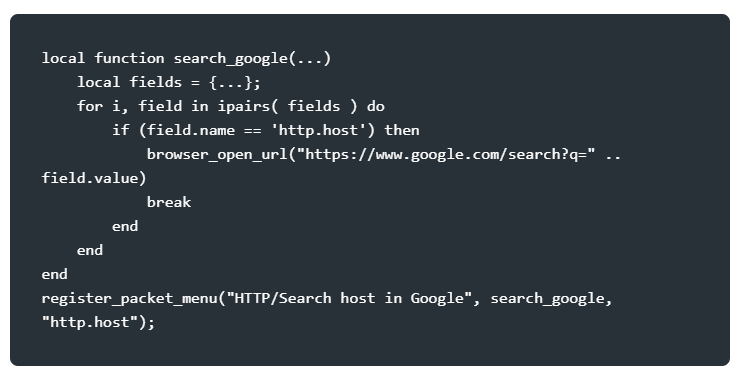 local function search_google(...)
    local fields = {...};
    for i, field in ipairs( fields ) do
        if (field.name == 'http.host') then
            browser_open_url("https://www.google.com/search?q=" ..
field.value)
            break
        end
    end
end
register_packet_menu("HTTP/Search host in Google", search_google,
"http.host");